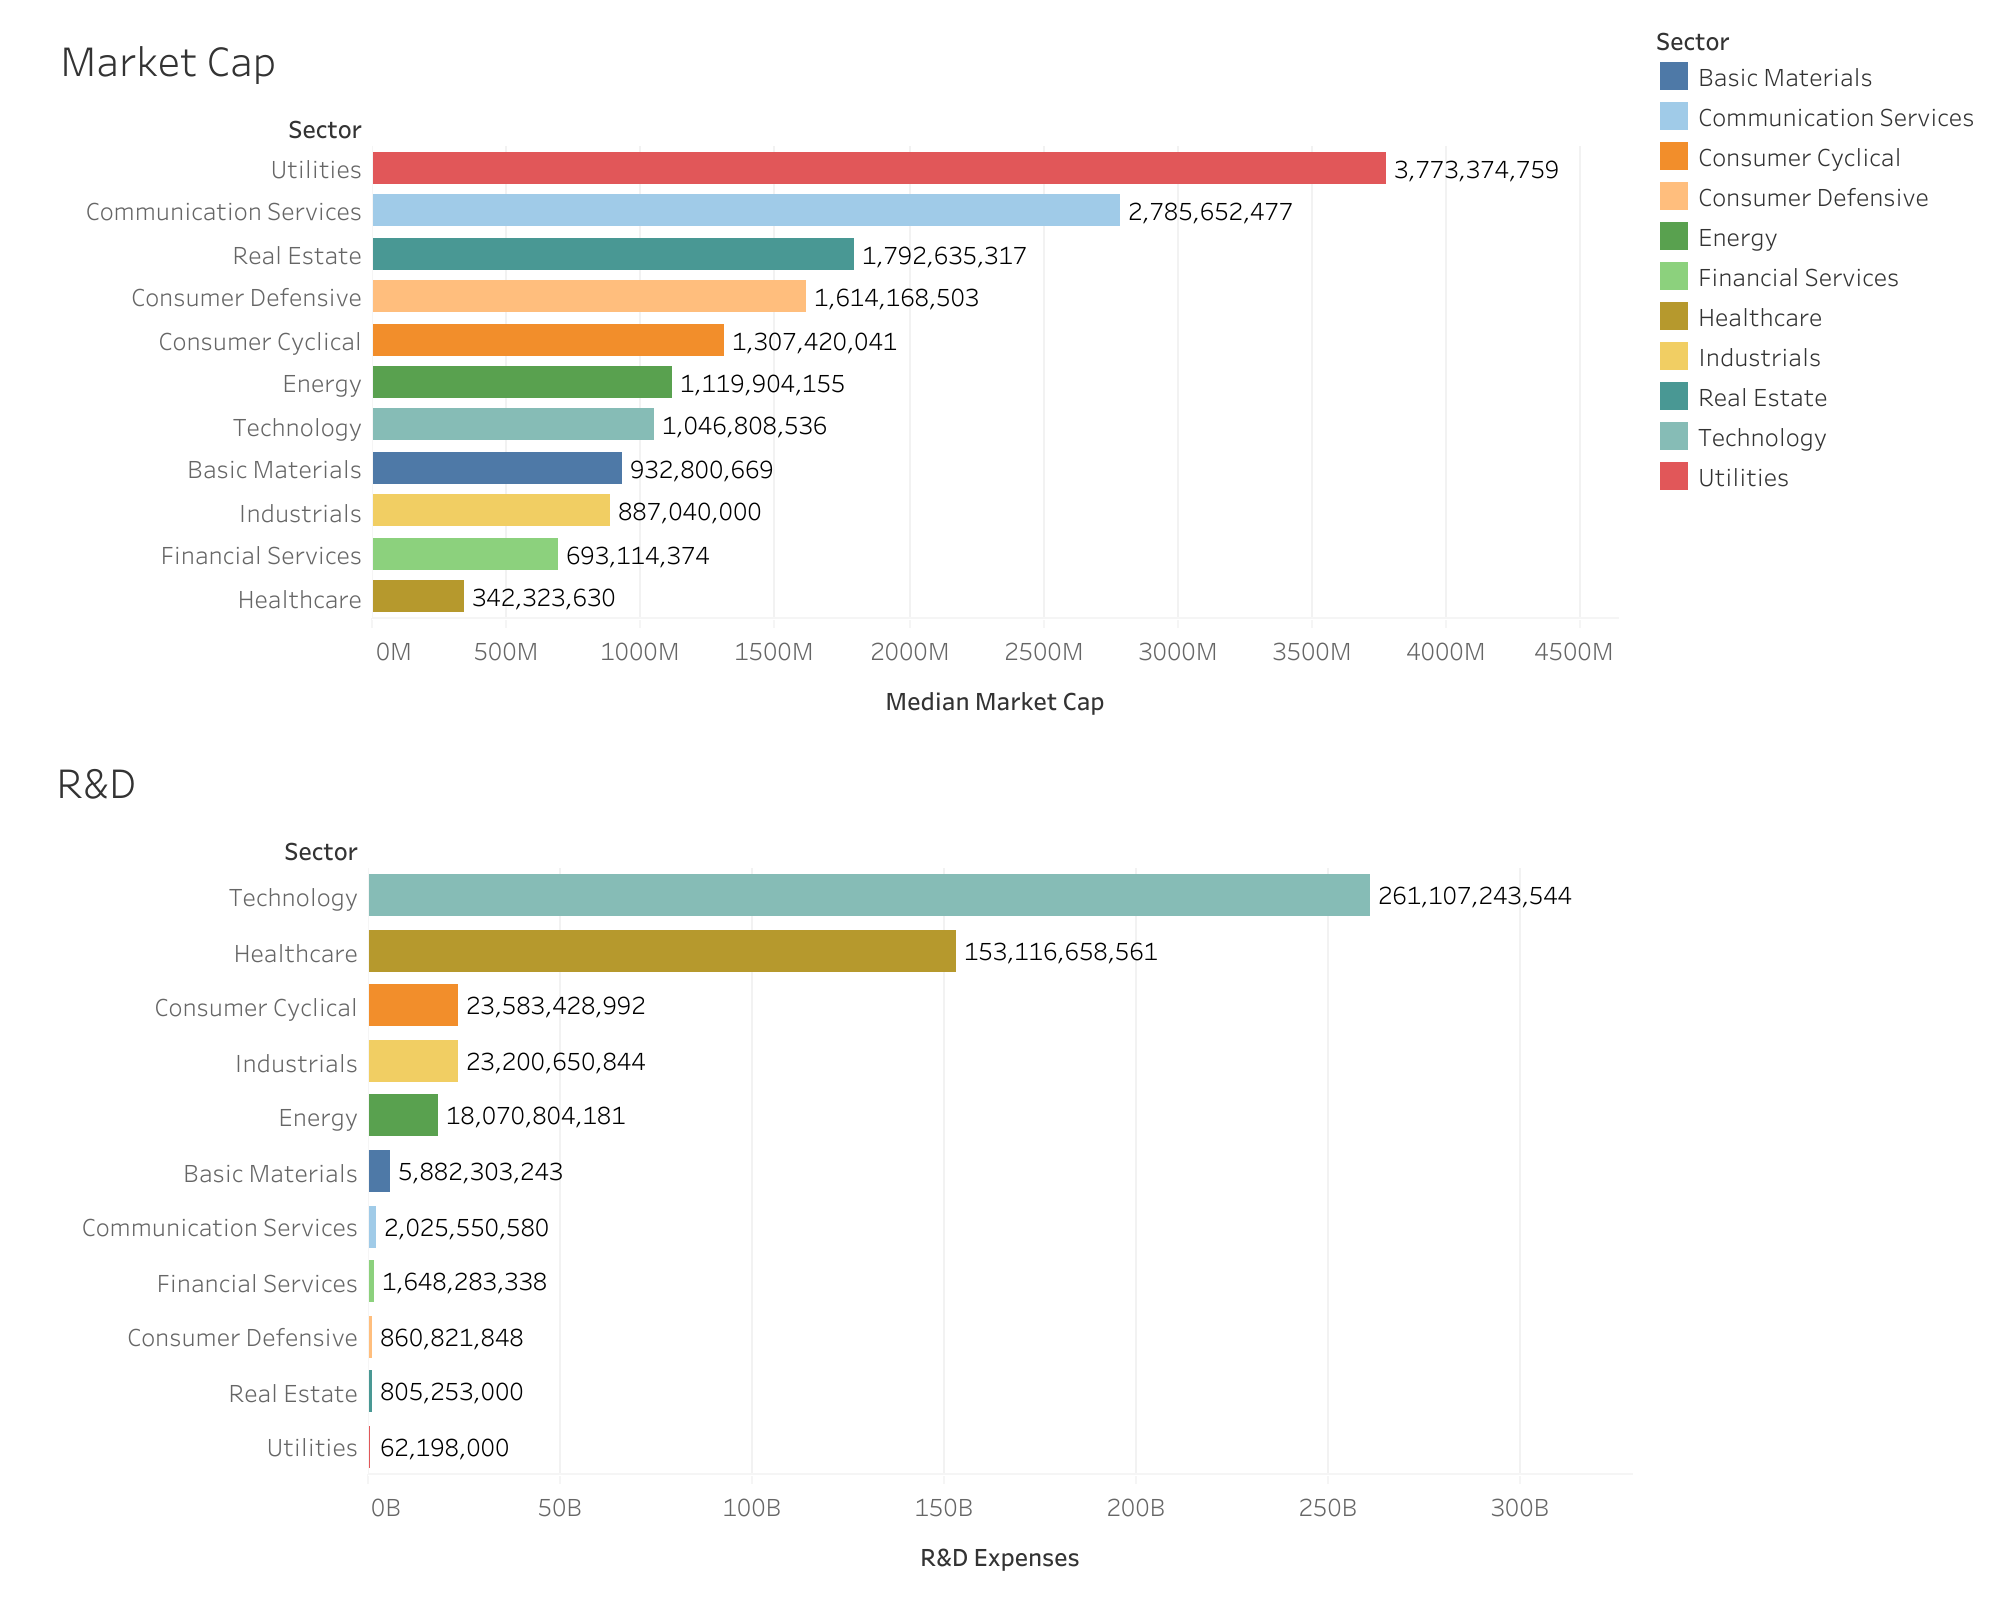 Market Cap
Sector
Utilities 3,773,374,759
Communication Services 2,785,652,477
Real Estate 1,792,635,317
Consumer Defensive 1,614,168,503
Consumer Cyclical 1,307,420,041
Energy 1,119,904,155
Technology 1,046,808,536
Basic Materials 932,800,669
Industrials 887,040,000
Financial Services 693,114,374
Healthcare 342,323,630
0M 500M 1000M 1500M 2000M 2500M 3000M 3500M 4000M 4500M
Median Market Cap
Sector
Basic Materials
Communication Services
Consumer Cyclical
Consumer Defensive
Energy
Financial Services
Healthcare
Industrials
Real Estate
Technology
Utilities
R&D
Sector
Technology 261,107,243,544
Healthcare 153,116,658,561
Consumer Cyclical 23,583,428,992
Industrials 23,200,650,844
Energy 18,070,804,181
Basic Materials 5,882,303,243
Communication Services 2,025,550,580
Financial Services 1,648,283,338
Consumer Defensive 860,821,848
Real Estate 805,253,000
Utilities 62,198,000
0B 50B 100B 150B 200B 250B 300B
R&D Expenses